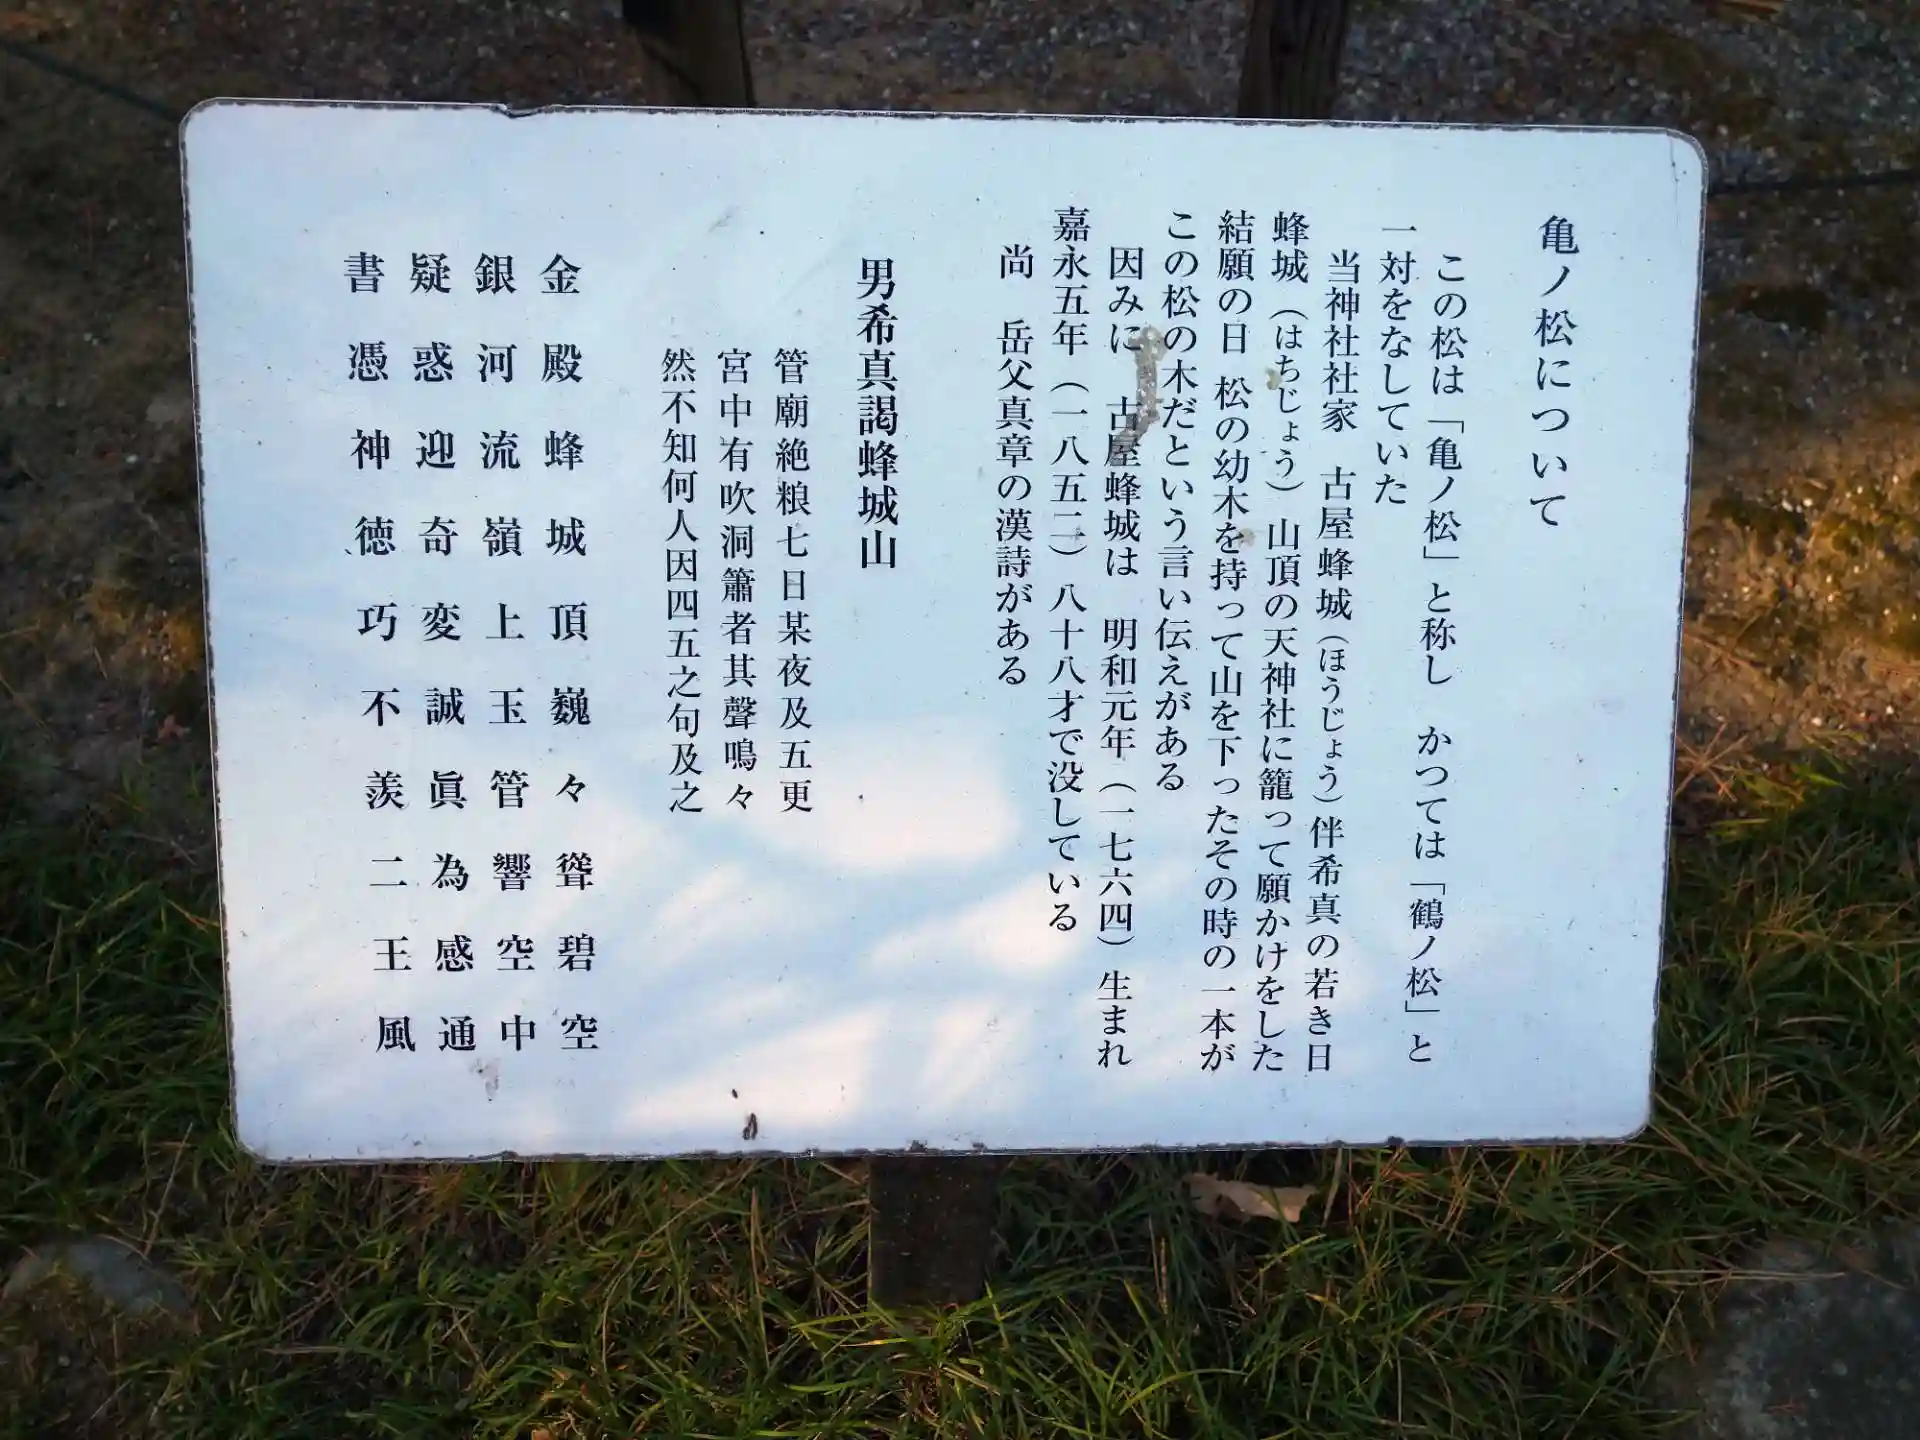 亀ノ松について
この松は「亀ノ松」と称し　かつては「鶴ノ松」と
一対をなしていた
当神社社家　古屋蜂城（ほうじょう）伴希真の若き日
蜂城（はちじょう）山頂の天神社に籠って願かけをした
結願の日　松の幼木を持って山を下ったその時の一本が
この松の木だという言い伝えがある
因みに　古屋蜂城は　明和元年（一七六四）生まれ
嘉永五年（一八五二）八十八才で没している
尚　岳父真章の漢詩がある
男希真謁蜂城山
管廟絶粮七日某夜及五更
宮中有吹洞簫者其聲鳴々
然不知何人因四五之句及之
金殿蜂城頂巍々聳碧空
銀河流嶺上玉管響空中
疑惑迎奇変誠眞為感通
書憑神徳巧不羨二王風